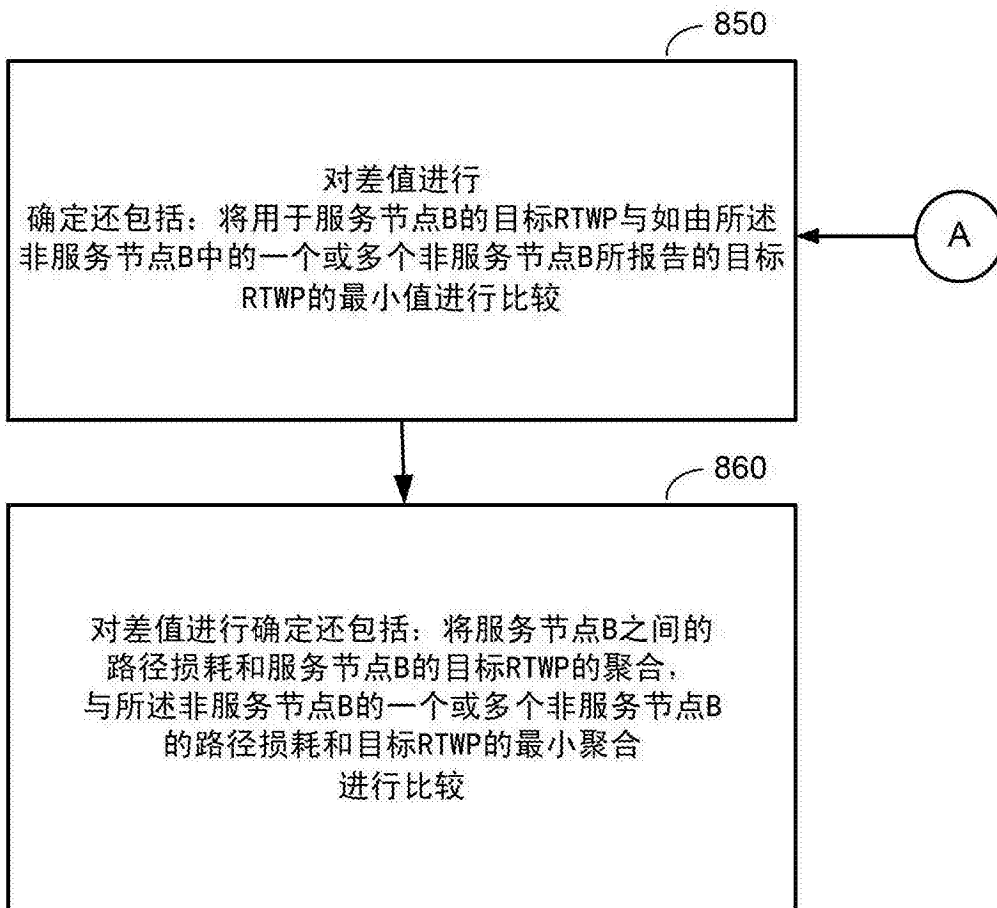 850
对差值进行
确定还包括：将用于服务节点B的目标RTWP与如由所述
非服务节点B中的一个或多个非服务节点B所报告的目标
RTWP的最小值进行比较
A
860
对差值进行确定还包括：将服务节点B之间的
路径损耗和服务节点B的目标RTWP的聚合，
与所述非服务节点B的一个或多个非服务节点B
的路径损耗和目标RTWP的最小聚合
进行比较